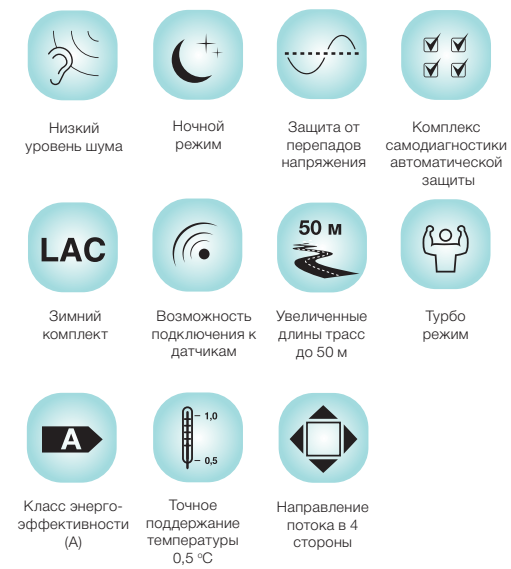 Низкий
уровень шума
Ночной
режим
Защита от
перепадов
напряжения
Комплекс
самодиагностики
автоматической
защиты
LAC
Зимний
комплект
Возможность
подключения к
датчикам
50 м
Увеличенные
длины трасс
до 50 м
Турбо
режим
A
Класс энерго-
эффективности
(A)
1,0
0,5
Точное
поддержание
температуры
0,5 ºC
Направление
потока в 4
стороны